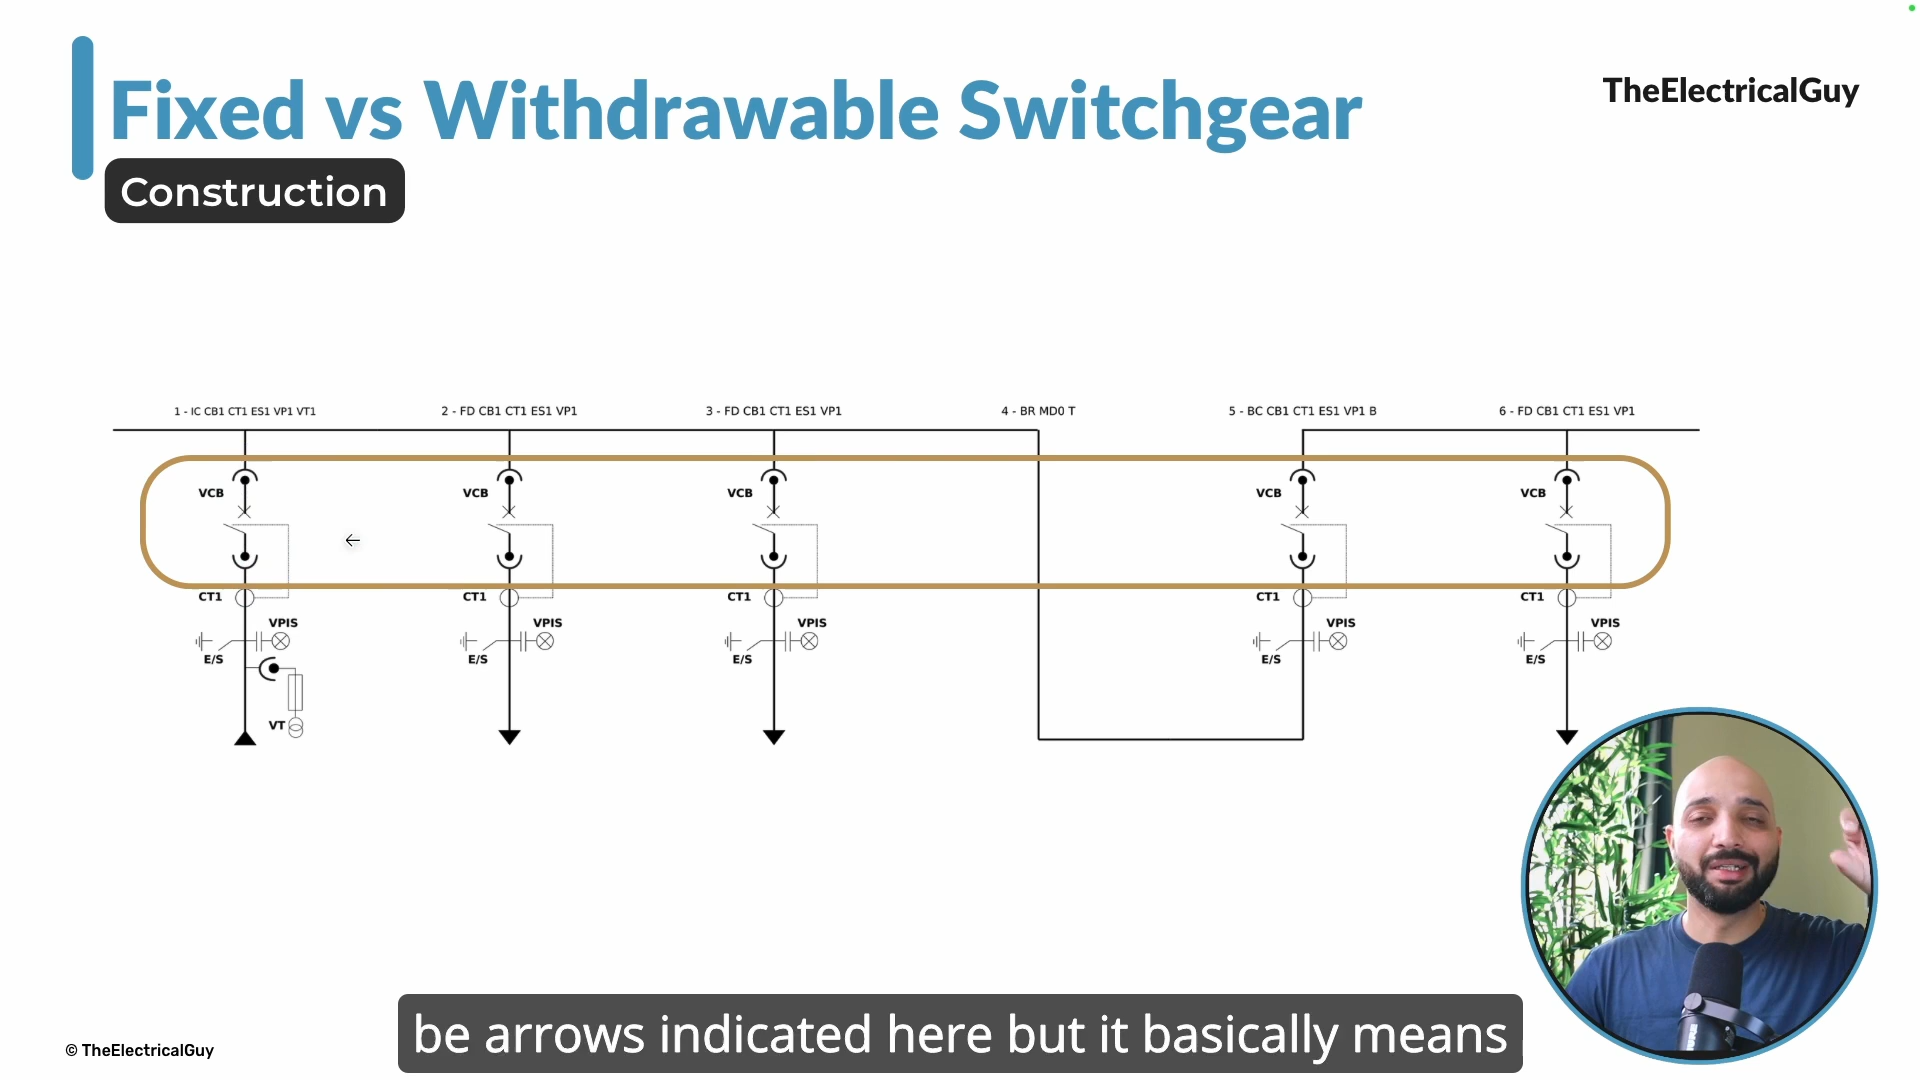 Fixed vs Withdrawable Switchgear
TheElectricalGuy
Construction
1 - IC CB1 CT1 ES1 VP1 VT1
2 - FD CB1 CT1 ES1 VP1
3 - FD CB1 CT1 ES1 VP1
4 - BR MD0 T
5 - BC CB1 CT1 ES1 VP1 B
6 - FD CB1 CT1 ES1 VP1
VCB
VCB
VCB
VCB
VCB
CT1
CT1
CT1
CT1
CT1
VPIS
VPIS
VPIS
VPIS
VPIS
E/S
E/S
E/S
E/S
E/S
VT
be arrows indicated here but it basically means
© TheElectricalGuy